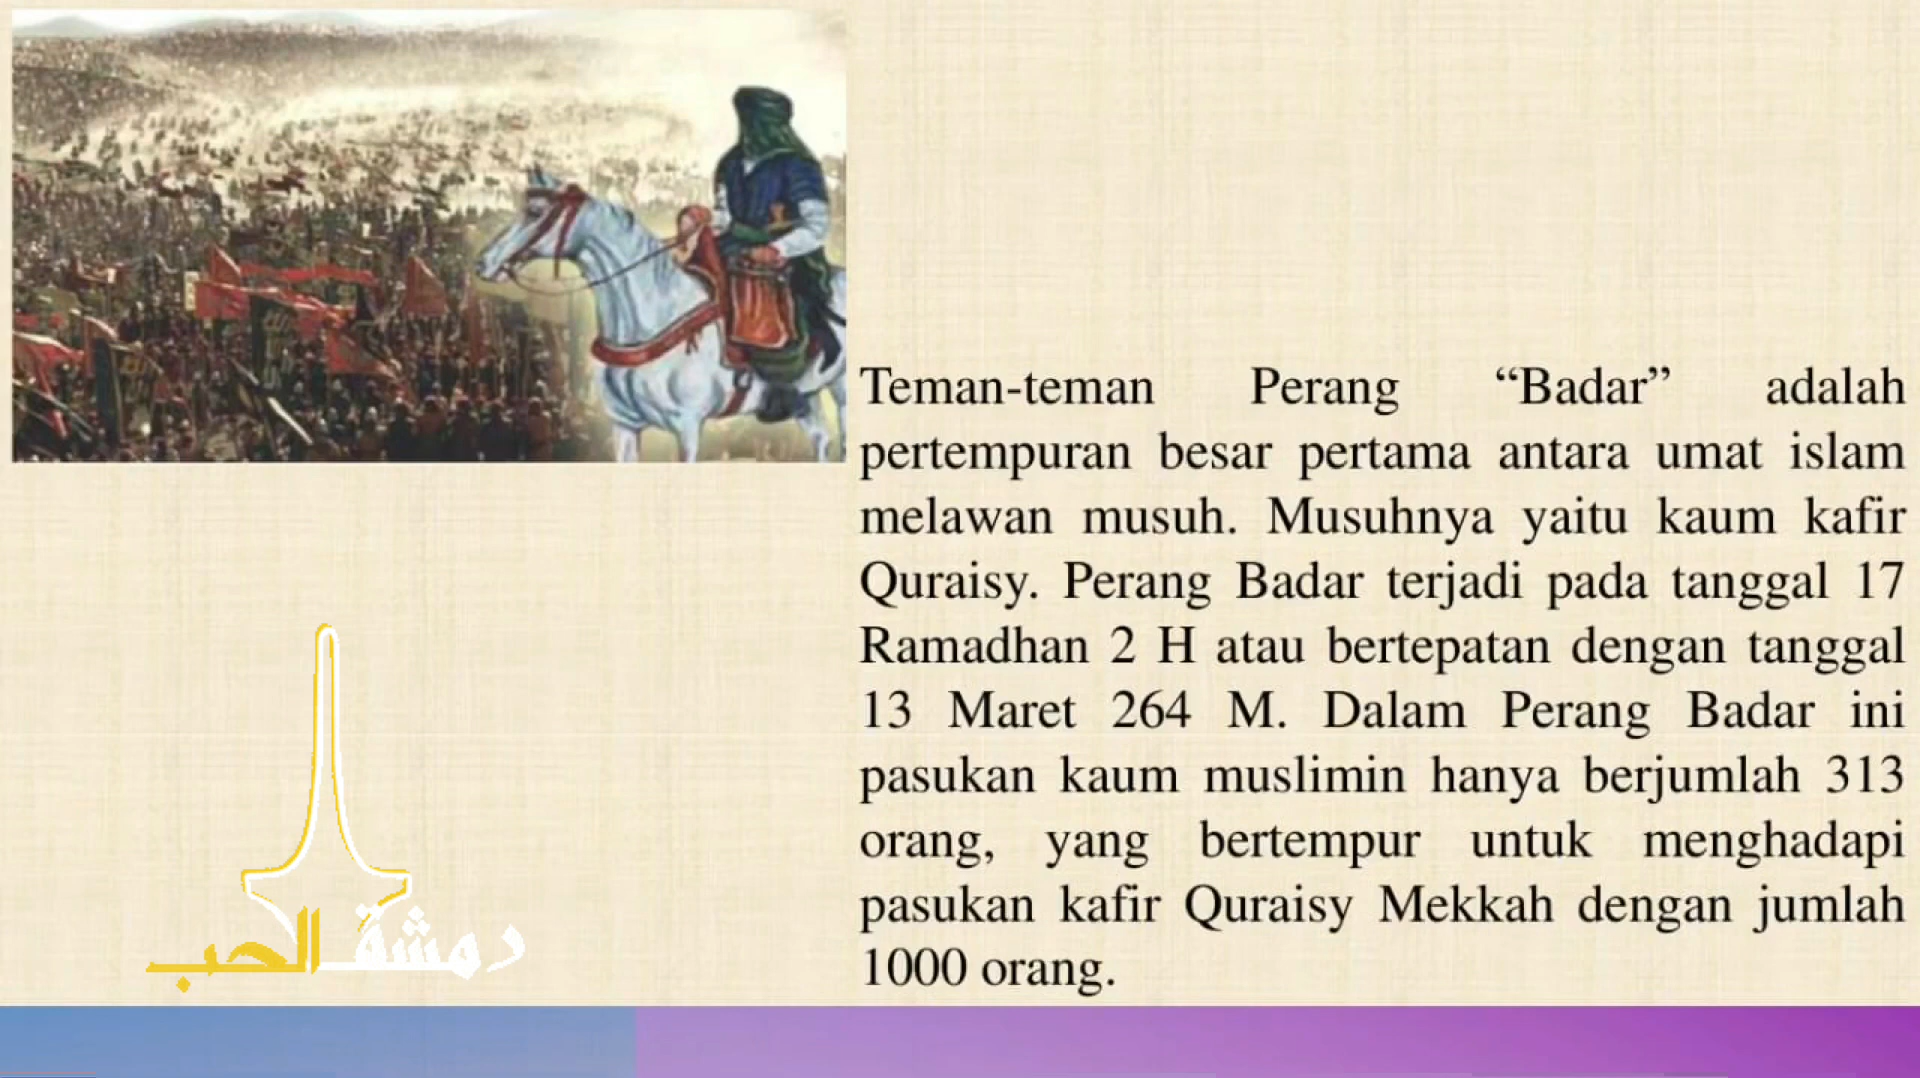 Teman-teman Perang “Badar” adalah
pertempuran besar pertama antara umat islam
melawan musuh. Musuhnya yaitu kaum kafir
Quraisy. Perang Badar terjadi pada tanggal 17
Ramadhan 2 H atau bertepatan dengan tanggal
13 Maret 264 M. Dalam Perang Badar ini
pasukan kaum muslimin hanya berjumlah 313
orang, yang bertempur untuk menghadapi
pasukan kafir Quraisy Mekkah dengan jumlah
1000 orang.
دمشق الحب